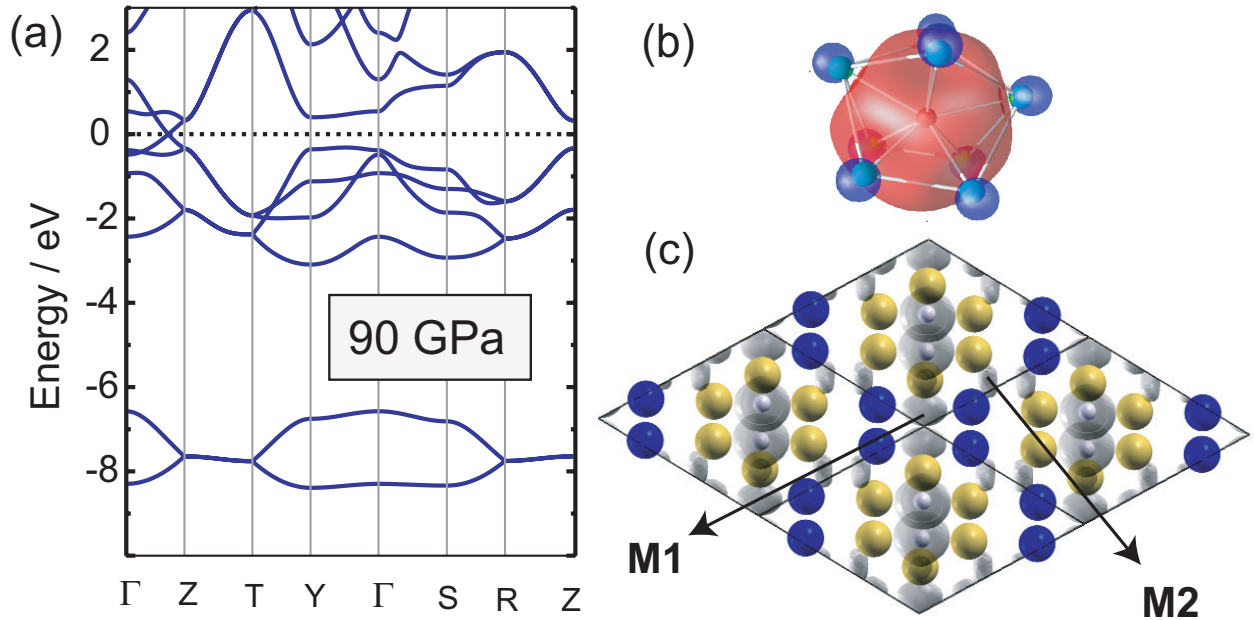 (a)
Energy / eV
2
0
-2
-4
-6
-8
90 GPa
Γ Z T Y Γ S R Z
(b)
(c)
M1
M2